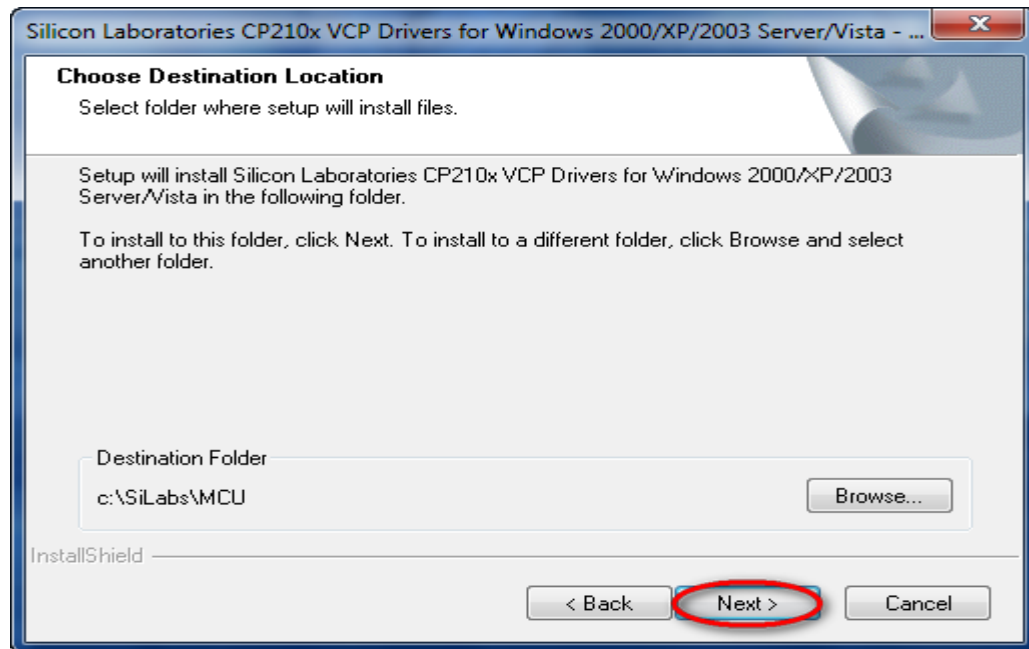 Silicon Laboratories CP210x VCP Drivers for Windows 2000/XP/2003 Server/Vista - ...
Choose Destination Location
Select folder where setup will install files.
Setup will install Silicon Laboratories CP210x VCP Drivers for Windows 2000/XP/2003
Server/Vista in the following folder.
To install to this folder, click Next. To install to a different folder, click Browse and select
another folder.
Destination Folder
c:\SiLabs\MCU
Browse...
InstallShield
< Back
Next >
Cancel